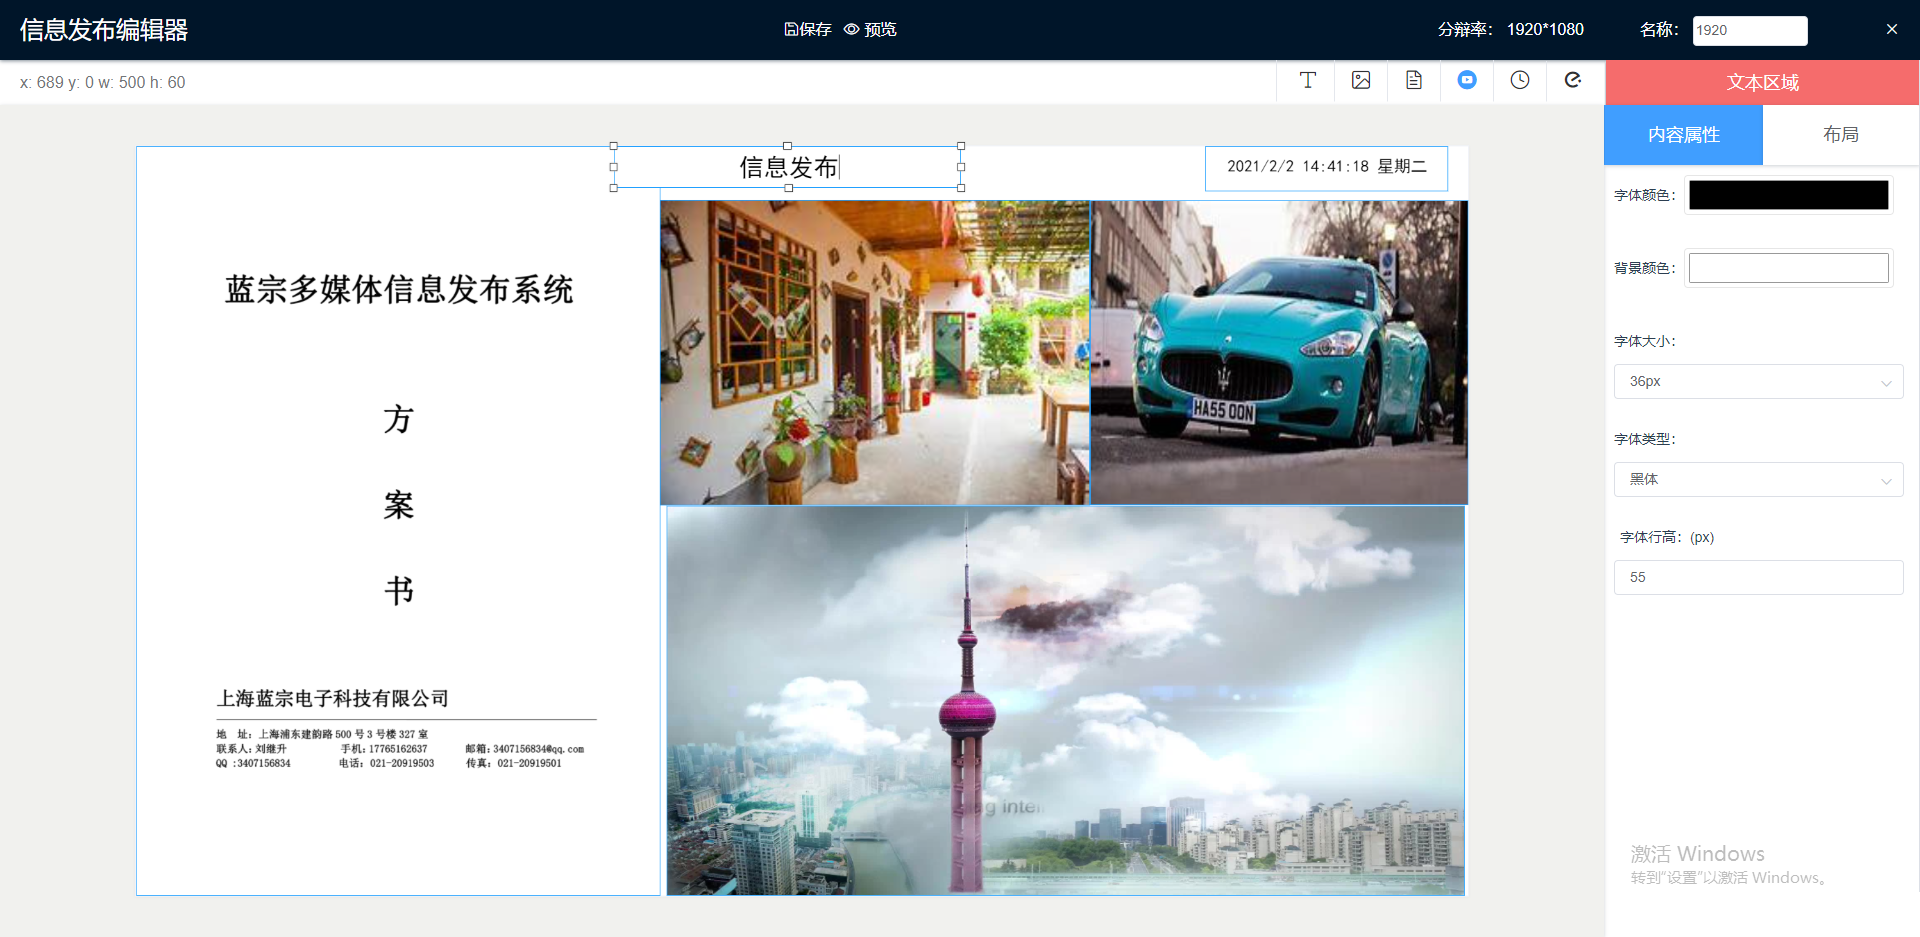 信息发布编辑器
保存 预览
分辩率： 1920*1080
名称： 1920
x: 689 y: 0 w: 500 h: 60
文本区域
内容属性 布局
信息发布
2021/2/2 14:41:18 星期二
字体颜色：
背景颜色：
字体大小：
36px
字体类型：
黑体
字体行高：(px)
55
蓝宗多媒体信息发布系统
方
案
书
上海蓝宗电子科技有限公司
地 址：上海浦东建韵路 500 号 3 号楼 327 室
联系人：刘继升 手机：17765162637 邮箱：3407156834@qq.com
QQ :3407156834 电话：021-20919503 传真：021-20919501
HA55 OON
激活 Windows
转到“设置”以激活 Windows。